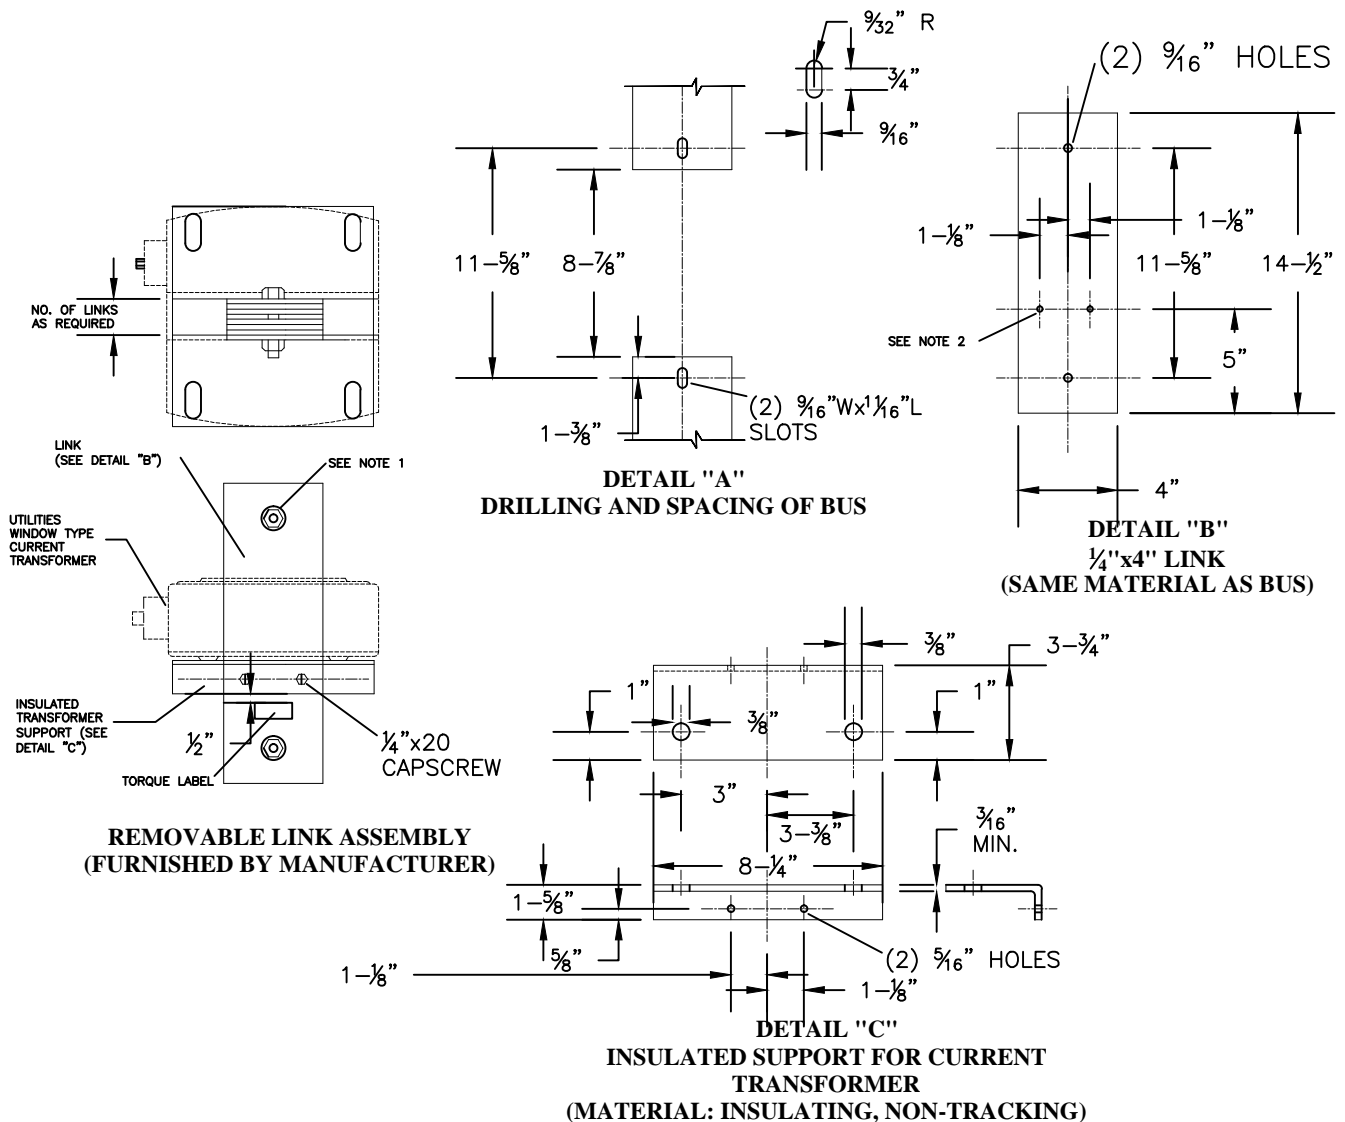 9/32" R
3/4"
9/16"
11-5/8"
8-7/8"
1-3/8"
(2) 9/16"Wx1 1/16"L
SLOTS
DETAIL "A"
DRILLING AND SPACING OF BUS
(2) 9/16" HOLES
1-1/8"
1-1/8"
11-5/8"
14-1/2"
SEE NOTE 2
5"
4"
DETAIL "B"
1/4"x4" LINK
(SAME MATERIAL AS BUS)
NO. OF LINKS
AS REQUIRED
LINK
(SEE DETAIL "B")
SEE NOTE 1
UTILITIES
WINDOW TYPE
CURRENT
TRANSFORMER
INSULATED
TRANSFORMER
SUPPORT (SEE
DETAIL "C")
1/2"
TORQUE LABEL
1/4"x20
CAPSCREW
REMOVABLE LINK ASSEMBLY
(FURNISHED BY MANUFACTURER)
3/8"
3-3/4"
1"
3/8"
1"
3"
3-3/8"
8-1/4"
3/16"
MIN.
1-5/8"
5/8"
(2) 5/16" HOLES
1-1/8"
1-1/8"
DETAIL "C"
INSULATED SUPPORT FOR CURRENT
TRANSFORMER
(MATERIAL: INSULATING, NON-TRACKING)